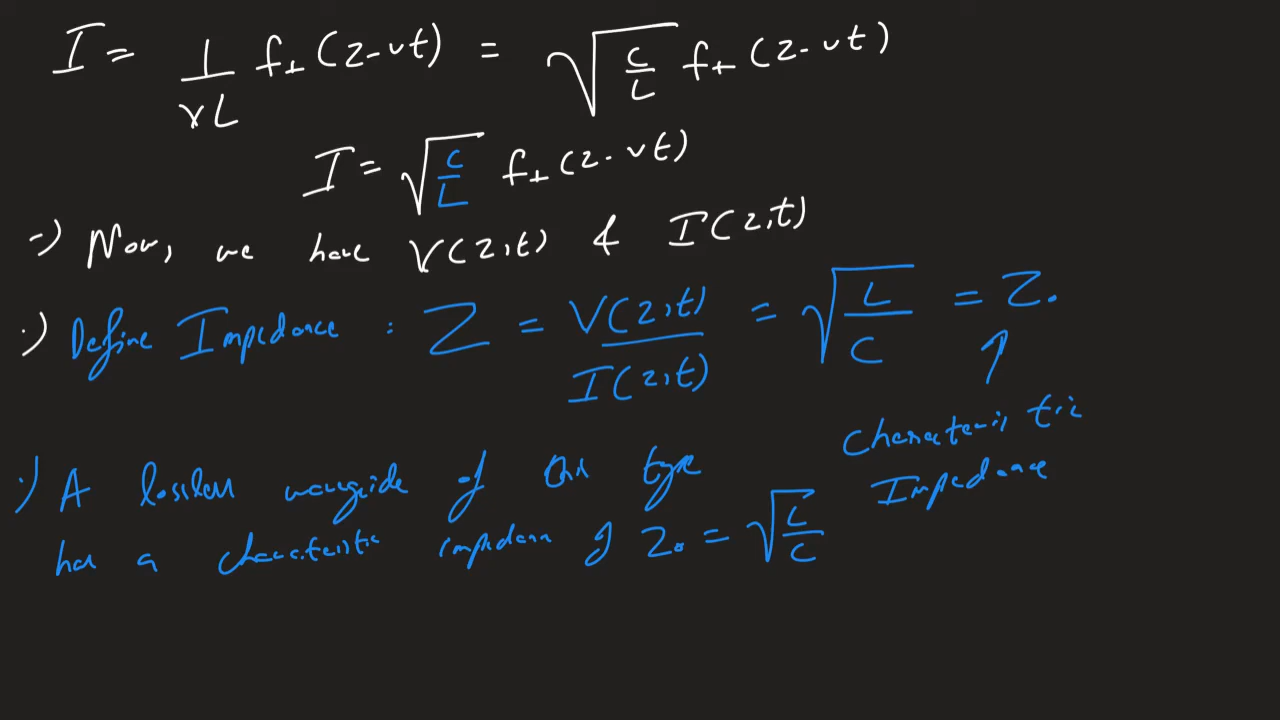 I = 1/vL f+(z-vt) = √(C/L) f+(z-vt)
I = √(C/L) f+(z-vt)
Now, we have V(z,t) & I(z,t)
Define Impedance : Z = V(z,t)/I(z,t) = √(L/C) = Z₀
↑
Characteristic
Impedance
A lossless waveguide of this type
has a characteristic impedance of Z₀ = √(L/C)